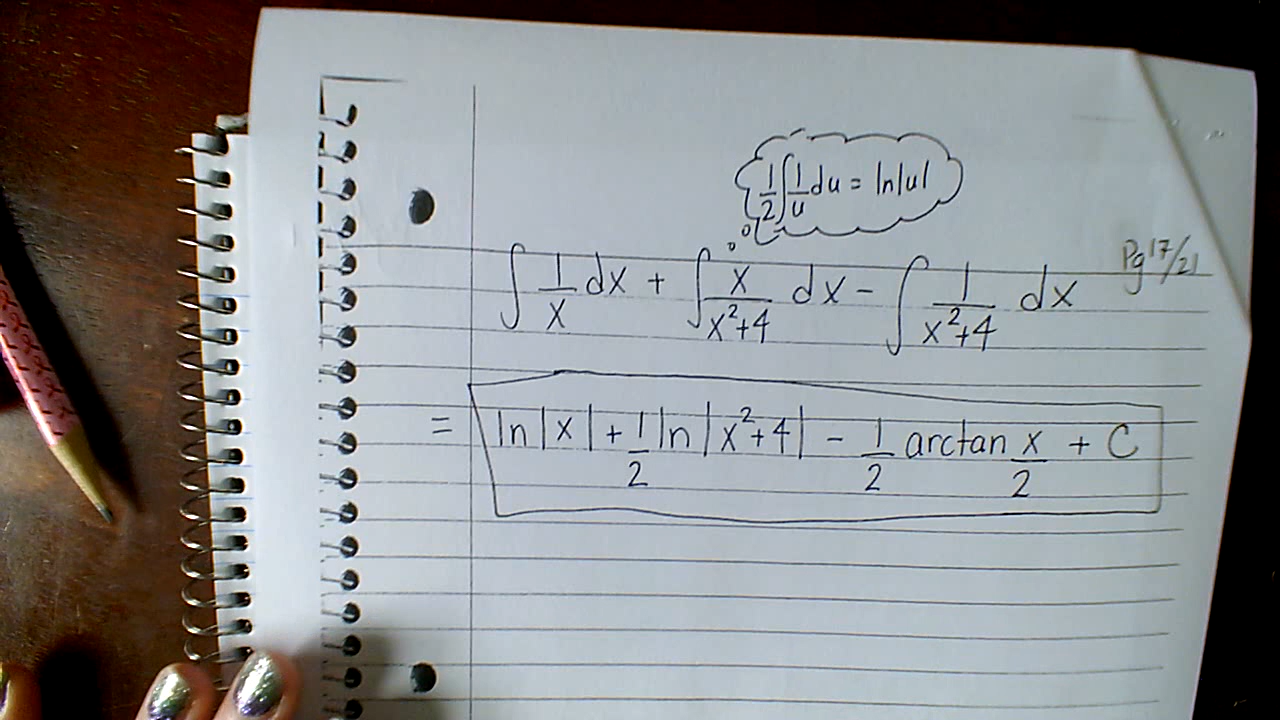 1/2 ∫ 1/u du = ln|u|
Pg 17/21
∫ 1/x dx + ∫ x/(x²+4) dx - ∫ 1/(x²+4) dx
= ln|x| + 1/2 ln|x²+4| - 1/2 arctan x/2 + C